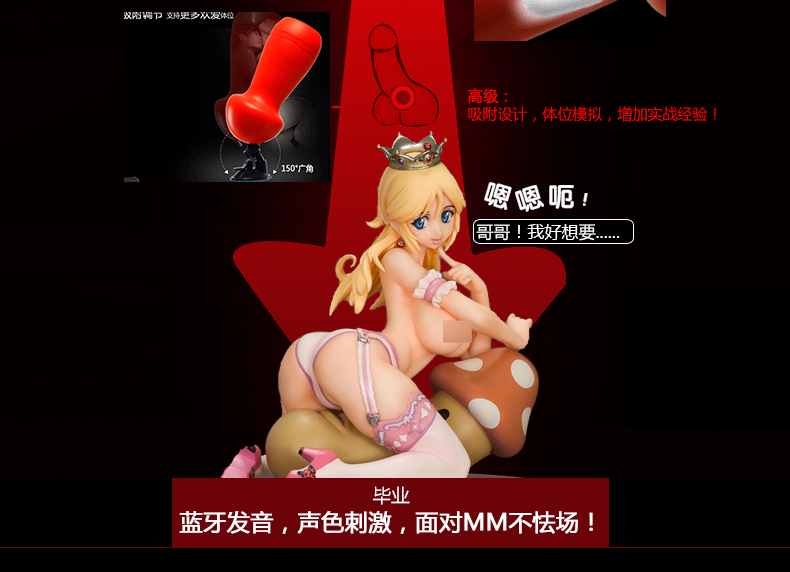 吸附调节 支持更多欢爱体位
150°广角
高级：
吸附设计，体位模拟，增加实战经验！
嗯嗯呃！
哥哥！我好想要......
毕业
蓝牙发音，声色刺激，面对MM不怯场！